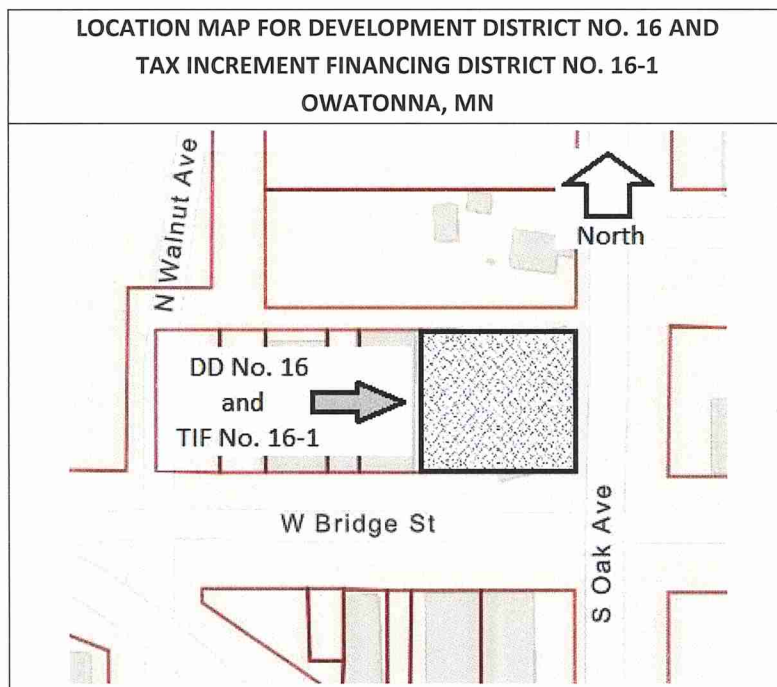 LOCATION MAP FOR DEVELOPMENT DISTRICT NO. 16 AND
TAX INCREMENT FINANCING DISTRICT NO. 16-1
OWATONNA, MN
N Walnut Ave
North
DD No. 16
and
TIF No. 16-1
W Bridge St
S Oak Ave